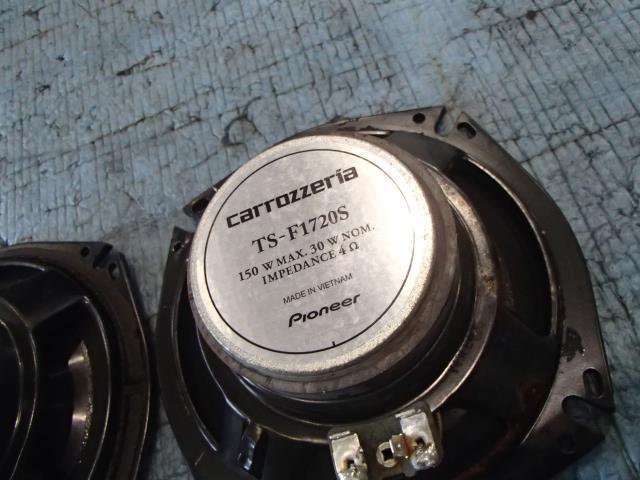 carrozzeria
TS-F1720S
150 W MAX. 30 W NOM.
IMPEDANCE 4 Ω
MADE IN VIETNAM
Pioneer